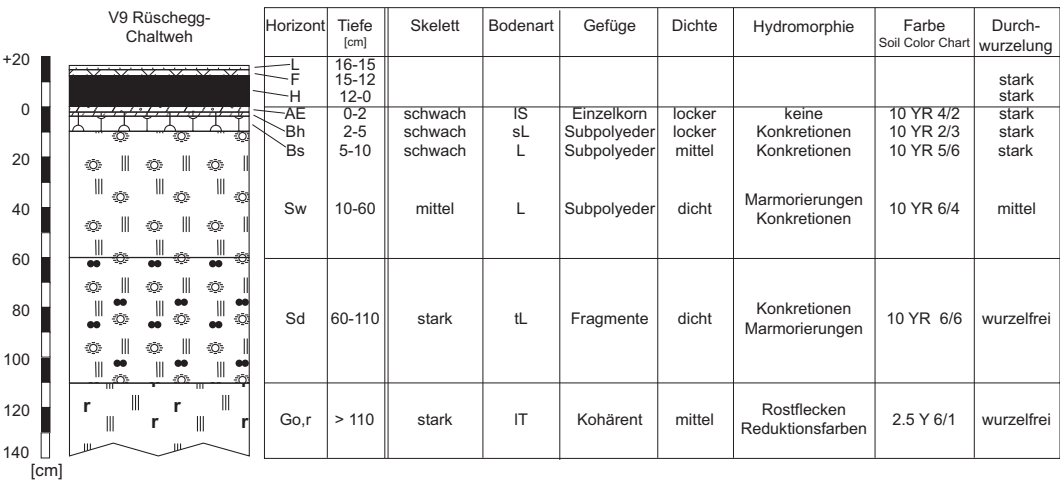 V9 Rüschegg-
Chaltweh
Horizont Tiefe Skelett Bodenart Gefüge Dichte Hydromorphie Farbe Durch-
[cm] Soil Color Chart wurzelung
+20 L 16-15
F 15-12 stark
H 12-0 stark
0 AE 0-2 schwach lS Einzelkorn locker keine 10 YR 4/2 stark
Bh 2-5 schwach sL Subpolyeder locker Konkretionen 10 YR 2/3 stark
20 Bs 5-10 schwach L Subpolyeder mittel Konkretionen 10 YR 5/6 stark
40 Sw 10-60 mittel L Subpolyeder dicht Marmorierungen 10 YR 6/4 mittel
Konkretionen
60
80 Sd 60-110 stark tL Fragmente dicht Konkretionen 10 YR 6/6 wurzelfrei
Marmorierungen
100
120 r r r Go,r > 110 stark lT Kohärent mittel Rostflecken 2.5 Y 6/1 wurzelfrei
r r Reduktionsfarben
140
[cm]